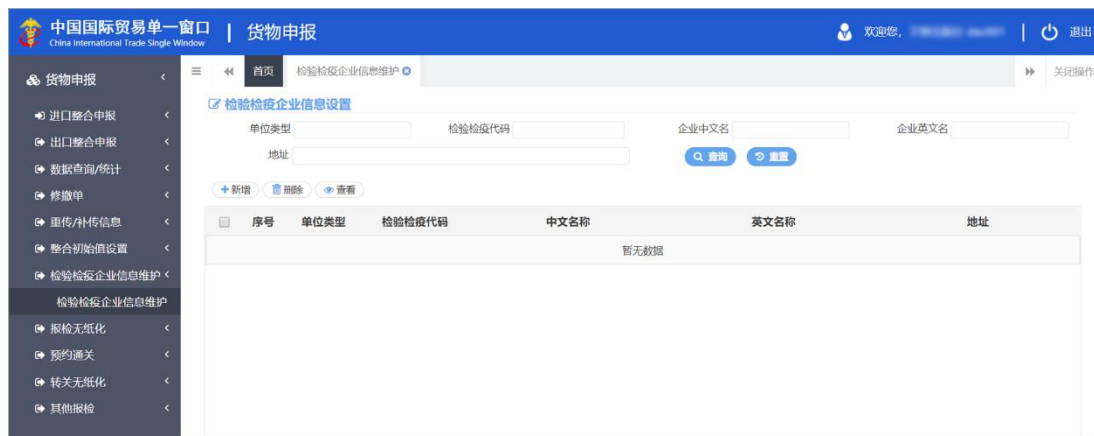 中国国际贸易单一窗口 | 货物申报 欢迎您, | 退出
China International Trade Single Window
货物申报 首页 检验检疫企业信息维护 关闭操作
进口整合申报
出口整合申报
数据查询/统计
修撤单
重传/补传信息
整合初始值设置
检验检疫企业信息维护
检验检疫企业信息维护
报检无纸化
预约通关
转关无纸化
其他报检
检验检疫企业信息设置
单位类型 检验检疫代码 企业中文名 企业英文名
地址 查询 重置
新增 删除 查看
序号 单位类型 检验检疫代码 中文名称 英文名称 地址
暂无数据